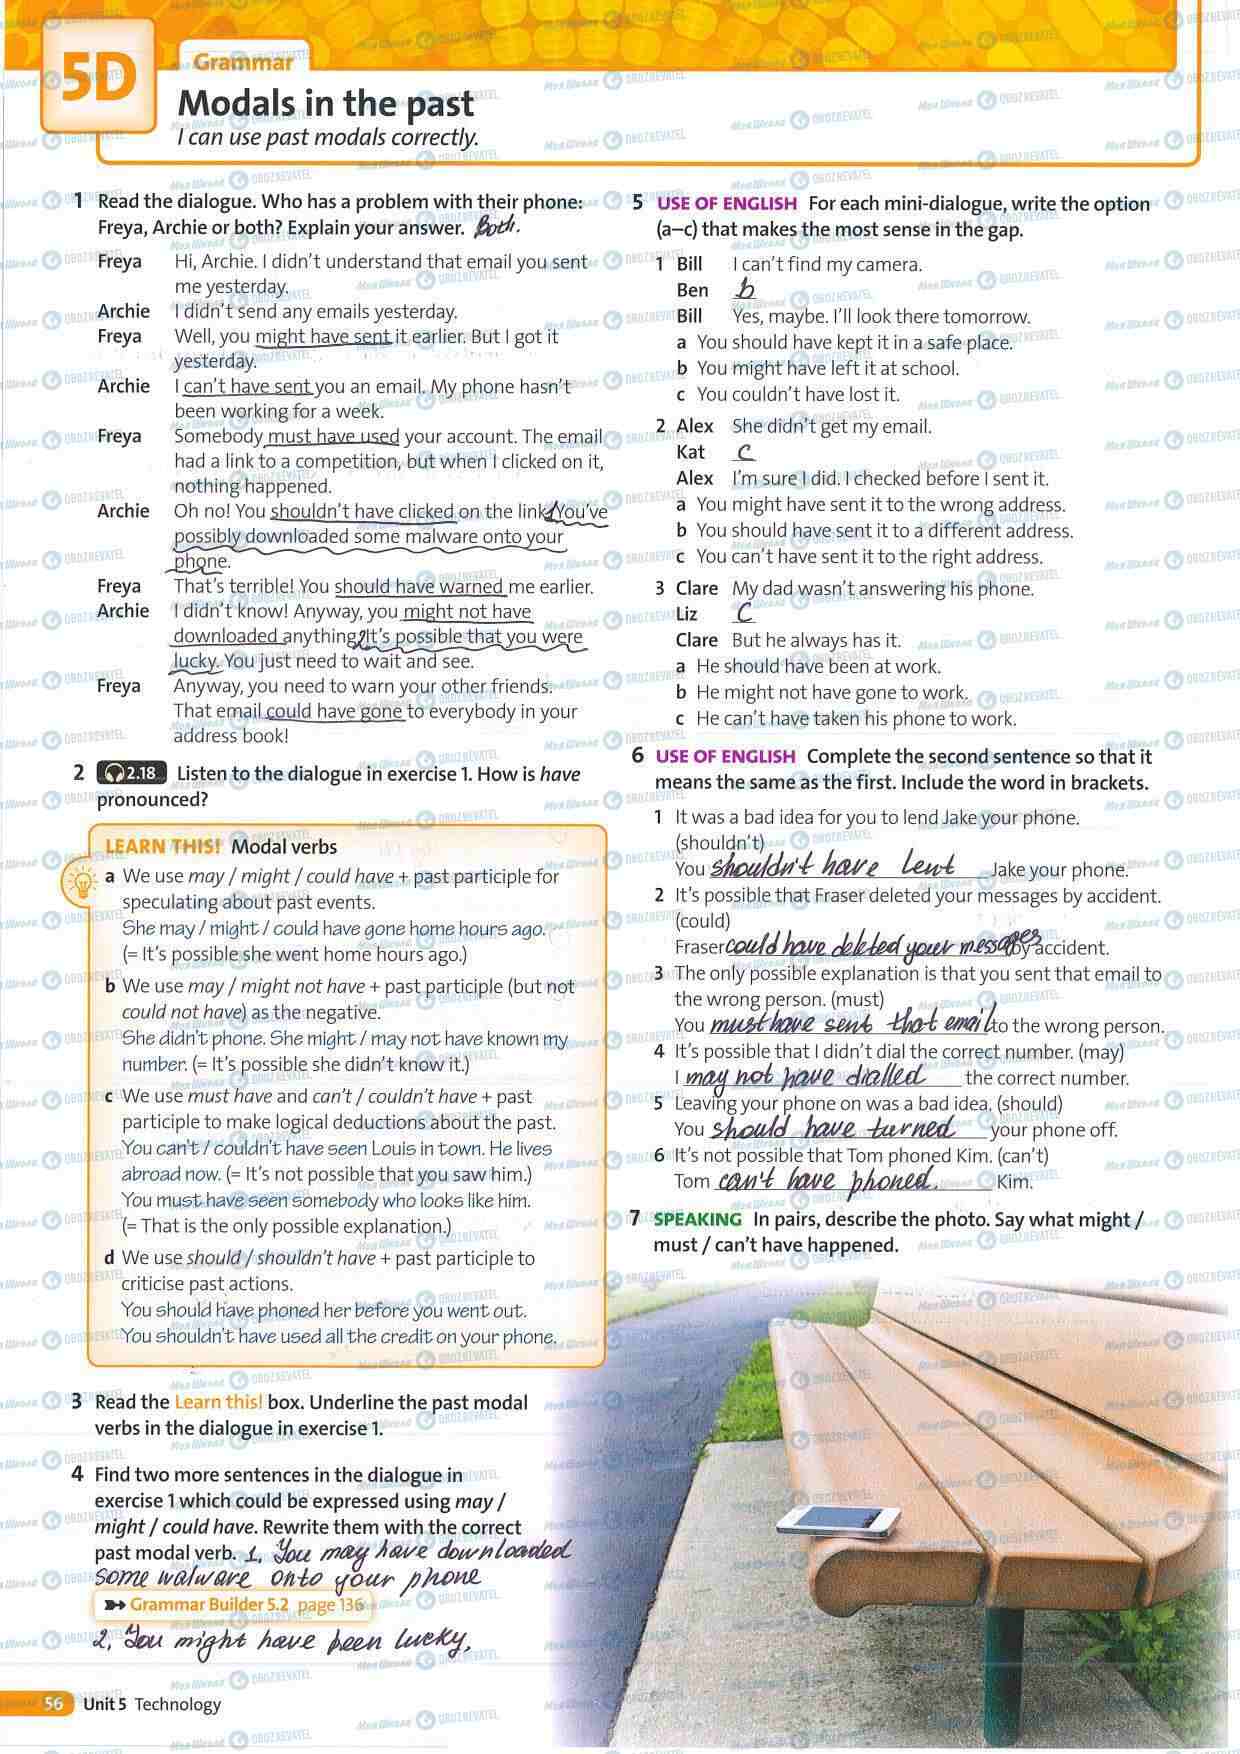 5D
Grammar
Modals in the past
I can use past modals correctly.
1 Read the dialogue. Who has a problem with their phone:
Freya, Archie or both? Explain your answer. Both.
Freya Hi, Archie. I didn't understand that email you sent
me yesterday.
Archie I didn't send any emails yesterday.
Freya Well, you might have sent it earlier. But I got it
yesterday.
Archie I can't have sent you an email. My phone hasn't
been working for a week.
Freya Somebody must have used your account. The email
had a link to a competition, but when I clicked on it,
nothing happened.
Archie Oh no! You shouldn't have clicked on the link. 1 You've
possibly downloaded some malware onto your
phone.
Freya That's terrible! You should have warned me earlier.
Archie I didn't know! Anyway, you might not have
downloaded anything. 2 It's possible that you were
lucky. You just need to wait and see.
Freya Anyway, you need to warn your other friends.
That email could have gone to everybody in your
address book!
2 2.18 Listen to the dialogue in exercise 1. How is have
pronounced?
LEARN THIS! Modal verbs
a We use may / might / could have + past participle for
speculating about past events.
She may / might / could have gone home hours ago.
(= It's possible she went home hours ago.)
b We use may / might not have + past participle (but not
could not have) as the negative.
She didn't phone. She might / may not have known my
number. (= It's possible she didn't know it.)
c We use must have and can't / couldn't have + past
participle to make logical deductions about the past.
You can't / couldn't have seen Louis in town. He lives
abroad now. (= It's not possible that you saw him.)
You must have seen somebody who looks like him.
(= That is the only possible explanation.)
d We use should / shouldn't have + past participle to
criticise past actions.
You should have phoned her before you went out.
You shouldn't have used all the credit on your phone.
3 Read the Learn this! box. Underline the past modal
verbs in the dialogue in exercise 1.
4 Find two more sentences in the dialogue in
exercise 1 which could be expressed using may /
might / could have. Rewrite them with the correct
past modal verb. 1. You may have downloaded
some walware onto your phone
Grammar Builder 5.2 page 136
2. You might have been lucky.
56 Unit 5 Technology
5 USE OF ENGLISH For each mini-dialogue, write the option
(a–c) that makes the most sense in the gap.
1 Bill I can't find my camera.
Ben b
Bill Yes, maybe. I'll look there tomorrow.
a You should have kept it in a safe place.
b You might have left it at school.
c You couldn't have lost it.
2 Alex She didn't get my email.
Kat c
Alex I'm sure I did. I checked before I sent it.
a You might have sent it to the wrong address.
b You should have sent it to a different address.
c You can't have sent it to the right address.
3 Clare My dad wasn't answering his phone.
Liz C
Clare But he always has it.
a He should have been at work.
b He might not have gone to work.
c He can't have taken his phone to work.
6 USE OF ENGLISH Complete the second sentence so that it
means the same as the first. Include the word in brackets.
1 It was a bad idea for you to lend Jake your phone.
(shouldn't)
You shouldn't have lent Jake your phone.
2 It's possible that Fraser deleted your messages by accident.
(could)
Fraser could have deleted your messages by accident.
3 The only possible explanation is that you sent that email to
the wrong person. (must)
You must have sent that email to the wrong person.
4 It's possible that I didn't dial the correct number. (may)
I may not have dialled the correct number.
5 Leaving your phone on was a bad idea. (should)
You should have turned your phone off.
6 It's not possible that Tom phoned Kim. (can't)
Tom can't have phoned. Kim.
7 SPEAKING In pairs, describe the photo. Say what might /
must / can't have happened.
Моя Школа OBOZREVATEL